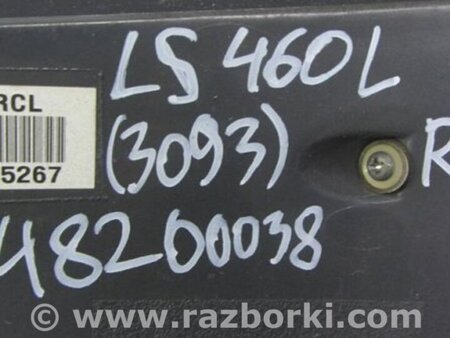 RCL
5267
LS 460L
(3093)
R
48200038
www.razborki.com